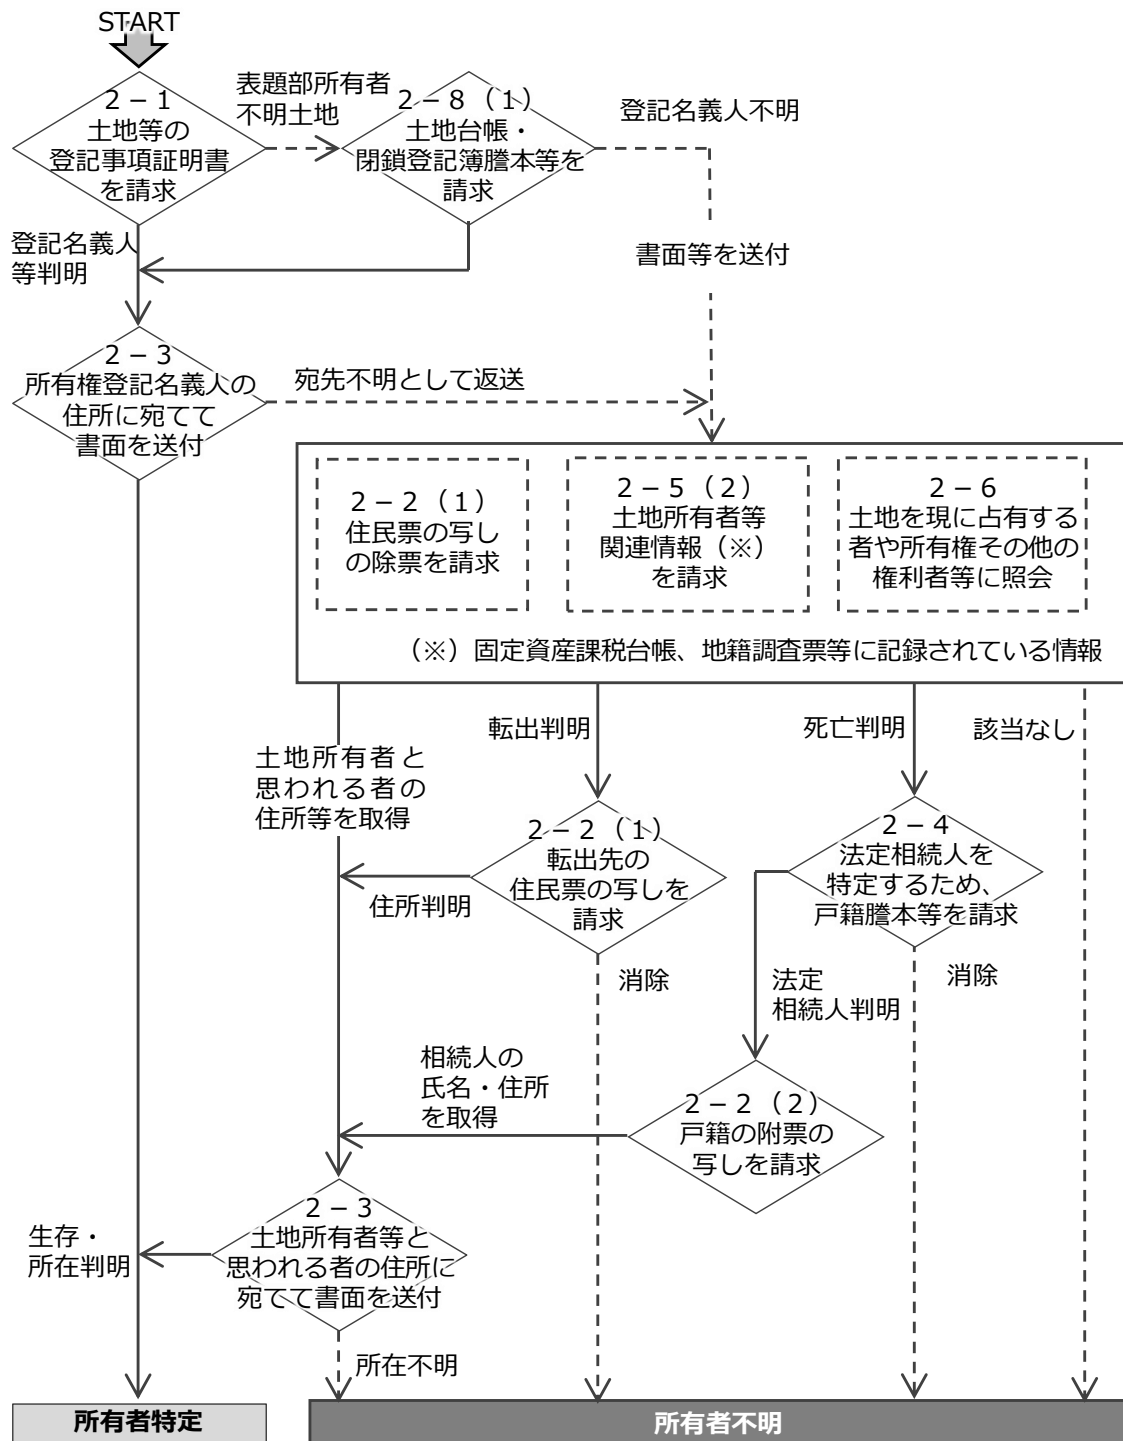 START
2－1
土地等の
登記事項証明書
を請求
表題部所有者
不明土地
2－8（1）
土地台帳・
閉鎖登記簿謄本等を
請求
登記名義人不明
登記名義人
等判明
書面等を送付
2－3
所有権登記名義人の
住所に宛てて
書面を送付
宛先不明として返送
2－2（1）
住民票の写し
の除票を請求
2－5（2）
土地所有者等
関連情報（※）
を請求
2－6
土地を現に占有する
者や所有権その他の
権利者等に照会
（※）固定資産課税台帳、地籍調査票等に記録されている情報
土地所有者と
思われる者の
住所等を取得
転出判明
死亡判明
該当なし
2－2（1）
転出先の
住民票の写しを
請求
2－4
法定相続人を
特定するため、
戸籍謄本等を請求
住所判明
消除
法定
相続人判明
消除
相続人の
氏名・住所
を取得
2－2（2）
戸籍の附票の
写しを請求
2－3
土地所有者等と
思われる者の住所に
宛てて書面を送付
生存・
所在判明
所在不明
所有者特定
所有者不明